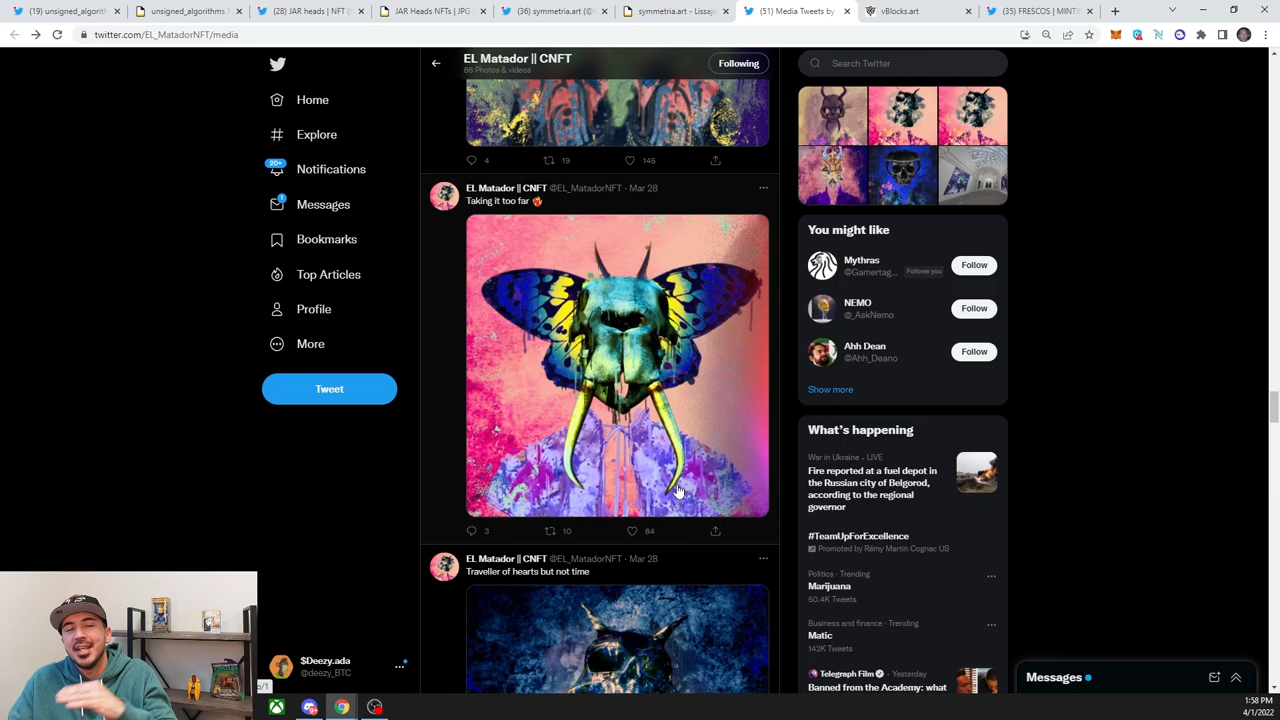 (19) unsigned_algorithms
unsigned_algorithms
(28) JAR heads | NFT (
JAR Heads NFTs | JPG S
(36) symmetria.art (@
symmetria.art - Lissajo
(51) Media Tweets by
vBlocks.art
(35) FRESCOS | MINT
twitter.com/EL_MatadorNFT/media
EL Matador || CNFT
86 Photos & videos
Following
Home
Explore
20+
Notifications
1
Messages
Bookmarks
Top Articles
Profile
More
Tweet
$Deezy.ada
@deezy_BTC
4
19
145
EL Matador || CNFT @EL_MatadorNFT · Mar 28
Taking it too far
3
10
84
EL Matador || CNFT @EL_MatadorNFT · Mar 28
Traveller of hearts but not time
Search Twitter
You might like
Mythras
@Gamertag...
Follows you
Follow
NEMO
@_AskNemo
Follow
Ahh Dean
@Ahh_Deano
Follow
Show more
What's happening
War in Ukraine · LIVE
Fire reported at a fuel depot in
the Russian city of Belgorod,
according to the regional
governor
#TeamUpForExcellence
Promoted by Rémy Martin Cognac US
Politics · Trending
Marijuana
50.4K Tweets
Business and finance · Trending
Matic
142K Tweets
Telegraph Film · Yesterday
Banned from the Academy: what
Messages
1:58 PM
4/1/2022